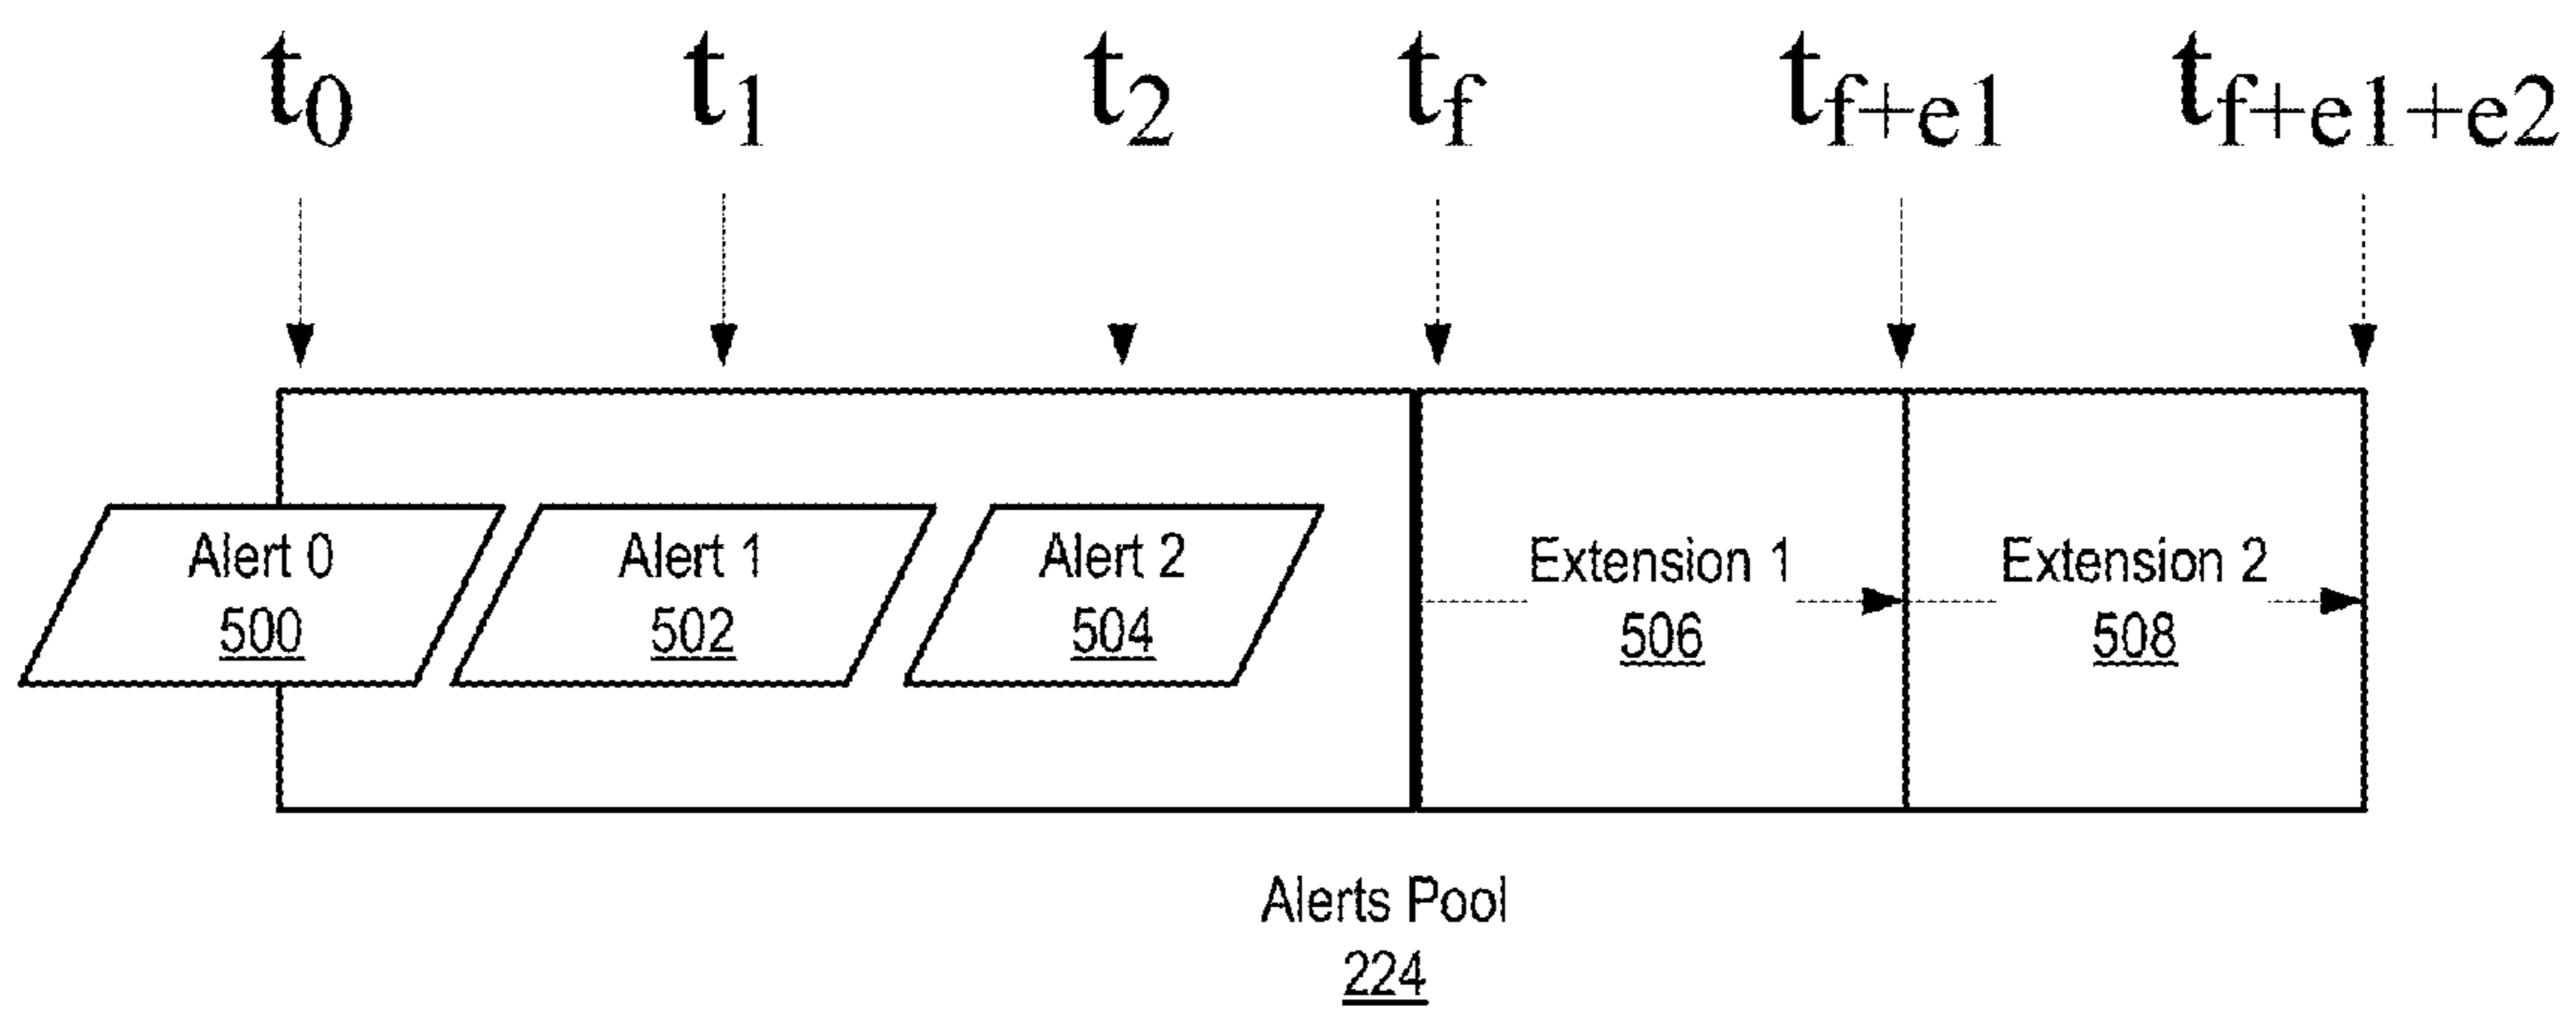 t0 t1 t2 tf tf+e1 tf+e1+e2
Alert 0 Alert 1 Alert 2 Extension 1 Extension 2
500 502 504 506 508
Alerts Pool
224